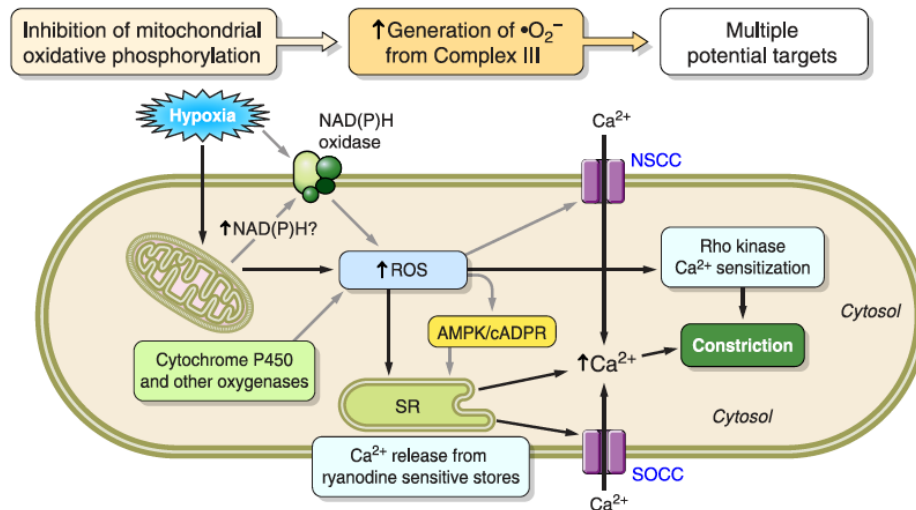 Inhibition of mitochondrial
oxidative phosphorylation
↑Generation of •O₂⁻
from Complex III
Multiple
potential targets
Hypoxia
NAD(P)H
oxidase
Ca²⁺
NSCC
↑NAD(P)H?
↑ROS
Rho kinase
Ca²⁺ sensitization
Cytosol
AMPK/cADPR
Constriction
Cytochrome P450
and other oxygenases
↑Ca²⁺
SR
Cytosol
Ca²⁺ release from
ryanodine sensitive stores
SOCC
Ca²⁺